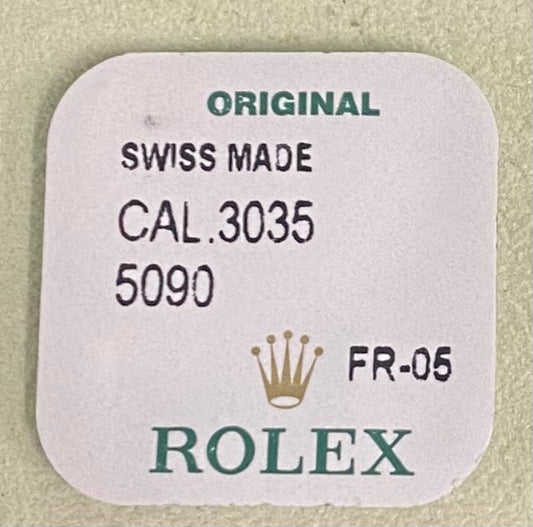 ORIGINAL
SWISS MADE
CAL.3035
5090
FR-05
ROLEX